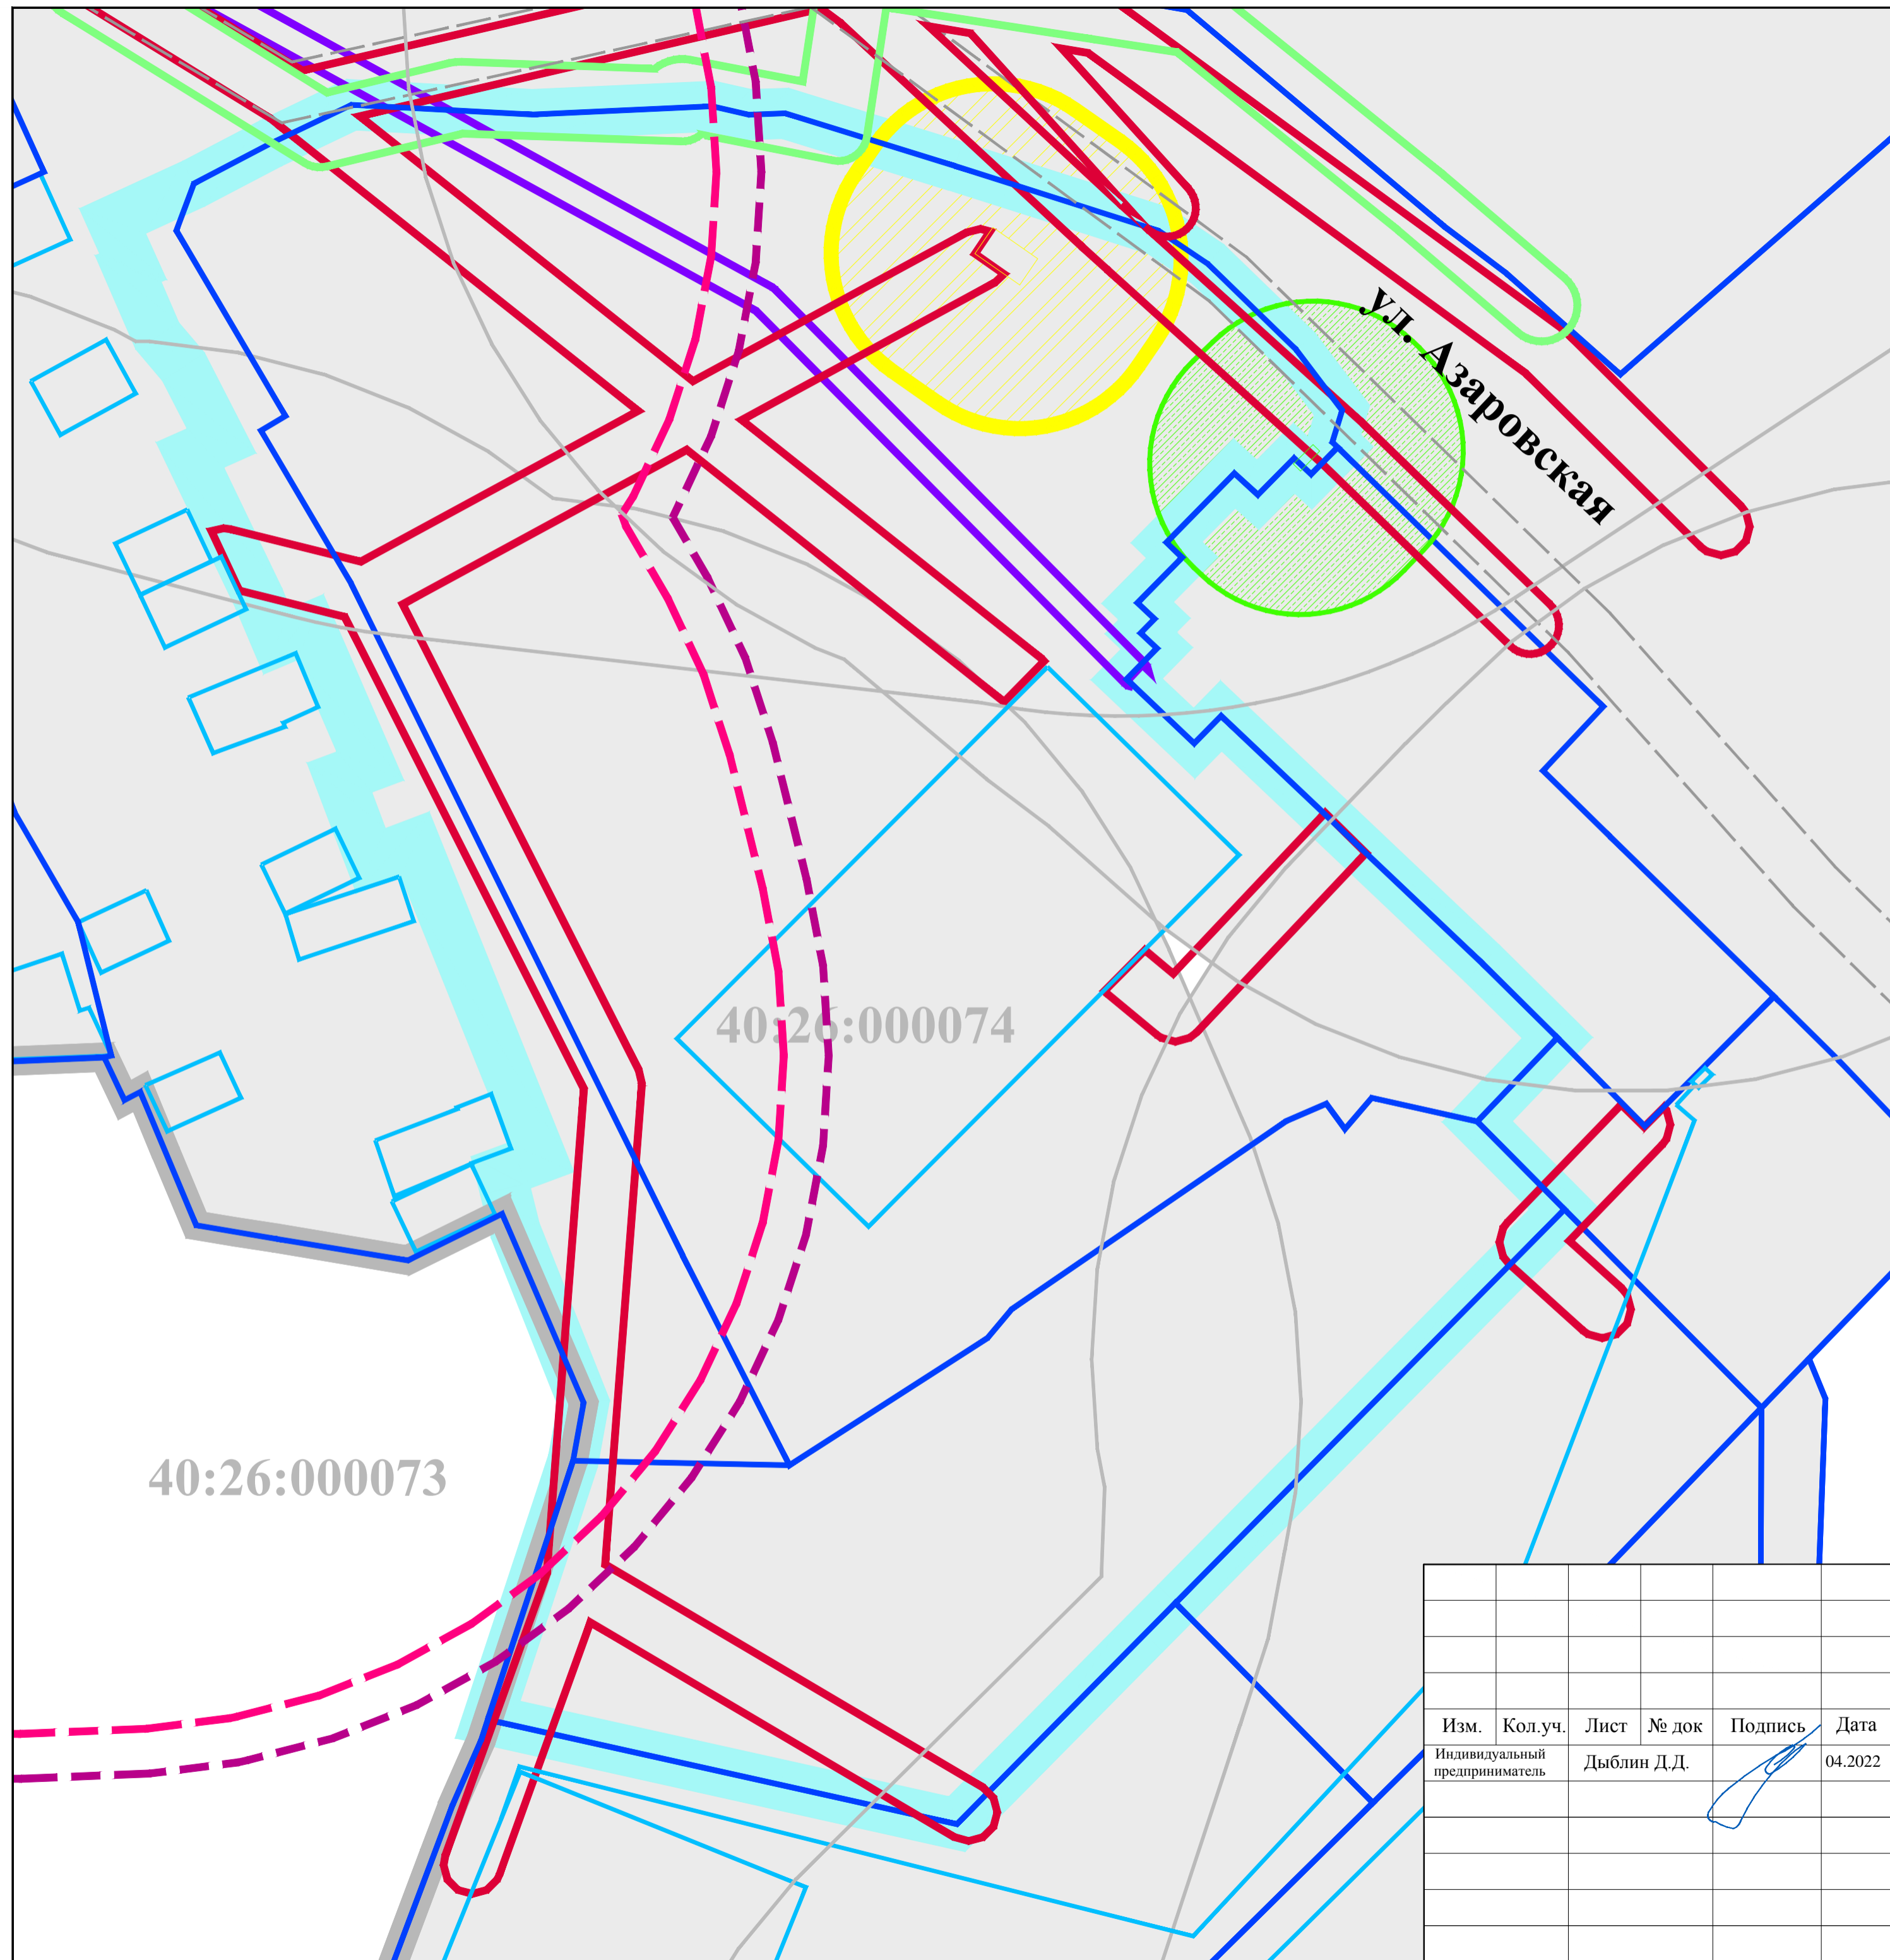 ул. Азаровская
40:26:000074
40:26:000073
Изм. Кол.уч. Лист № док Подпись Дата
Индивидуальный предприниматель Дыблин Д.Д. 04.2022